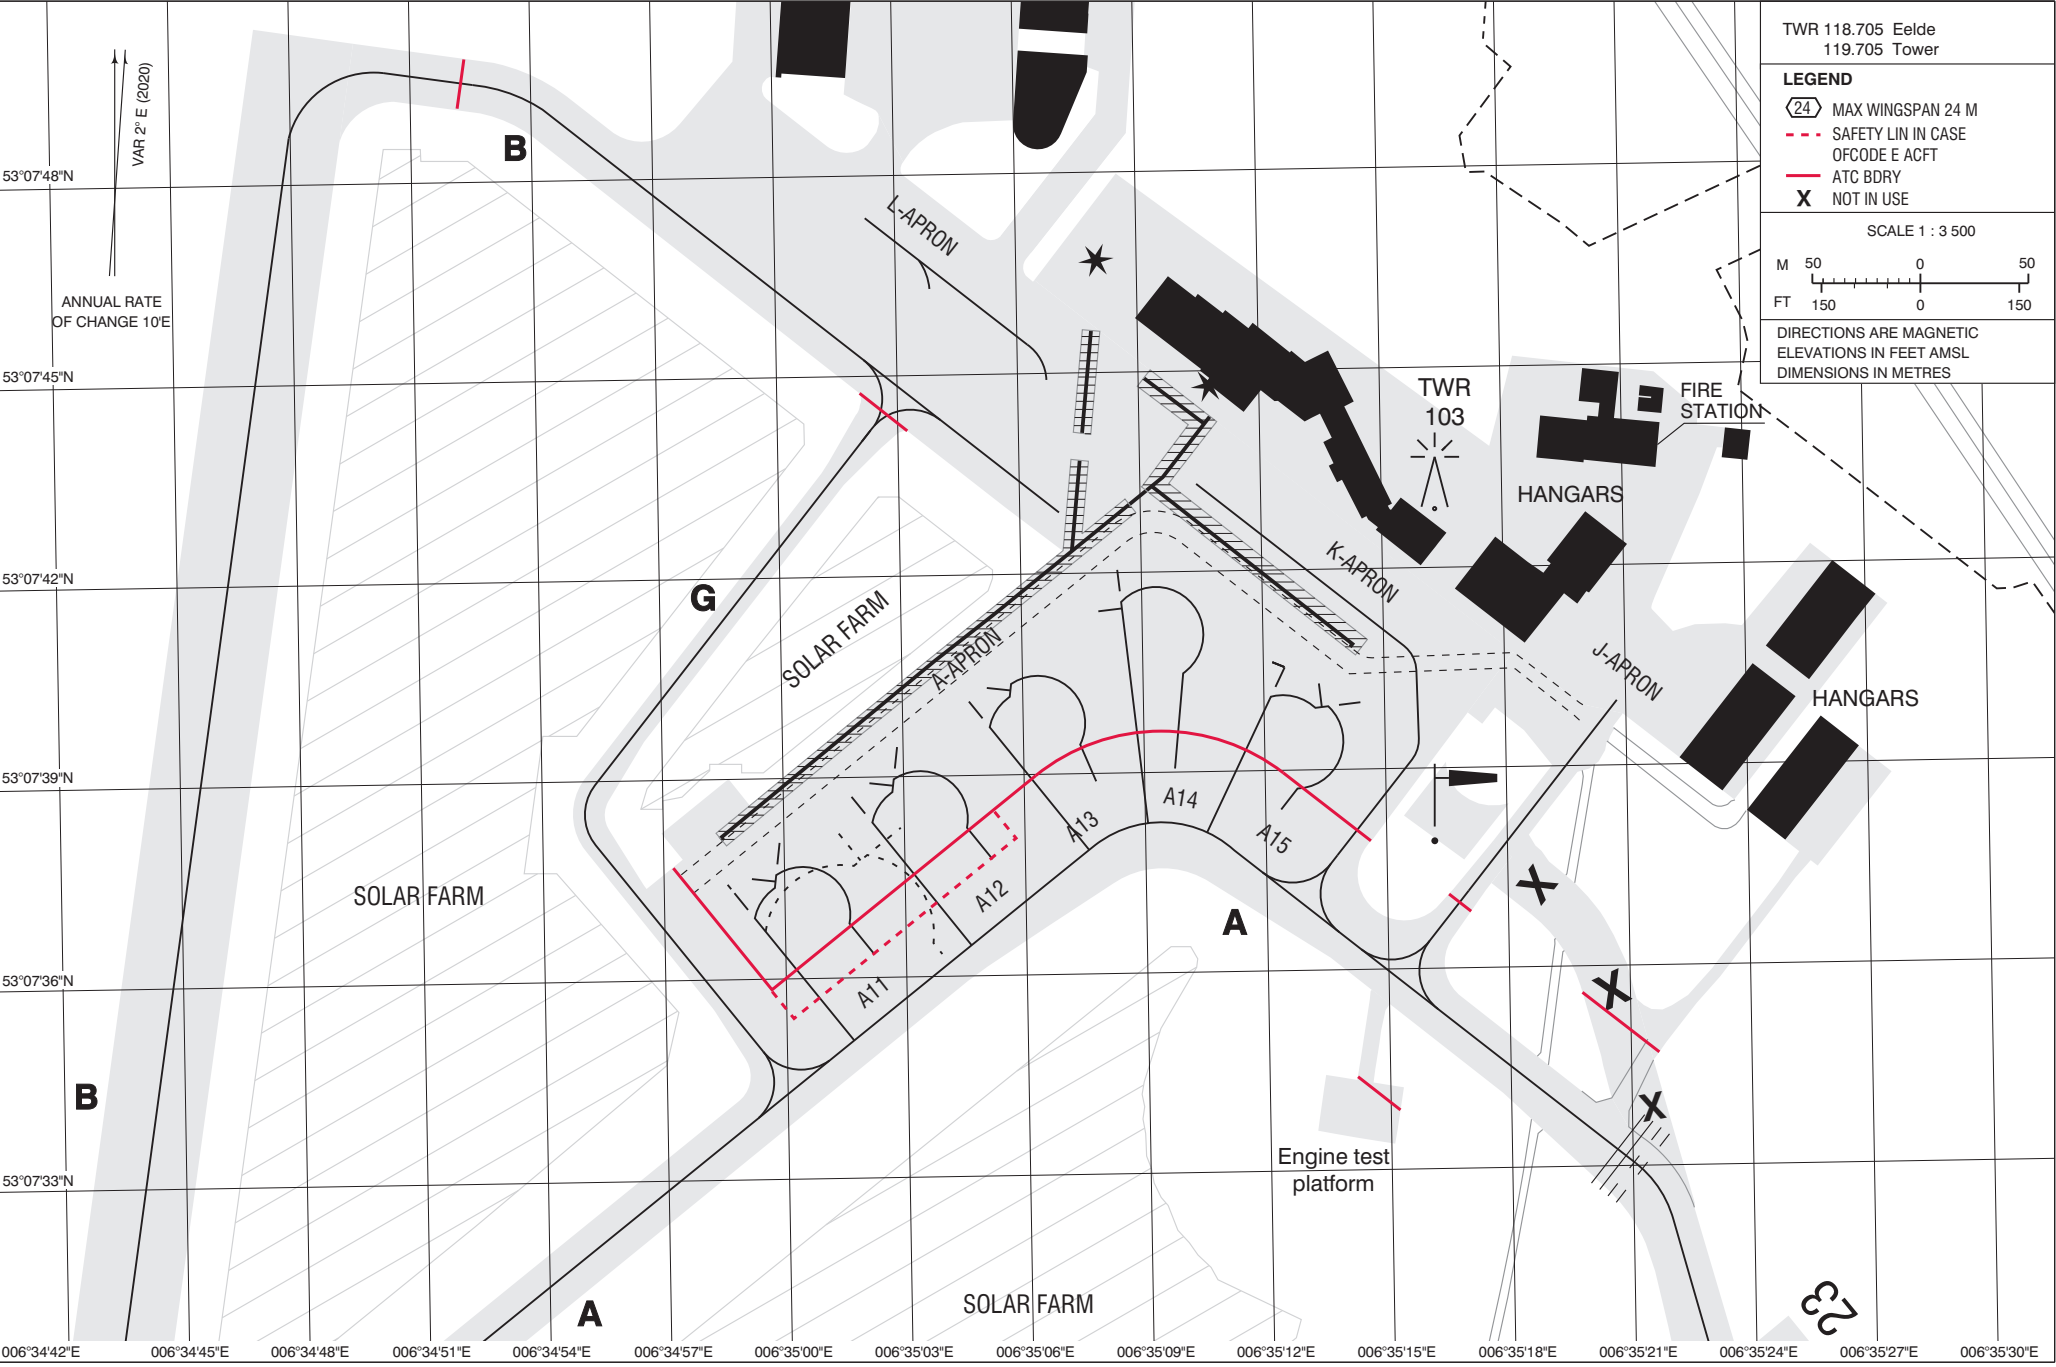 TWR 118.705 Eelde
119.705 Tower
LEGEND
24 MAX WINGSPAN 24 M
SAFETY LIN IN CASE
OFCODE E ACFT
ATC BDRY
X NOT IN USE
SCALE 1 : 3 500
M 50 0 50
FT 150 0 150
DIRECTIONS ARE MAGNETIC
ELEVATIONS IN FEET AMSL
DIMENSIONS IN METRES
VAR 2° E (2020)
ANNUAL RATE
OF CHANGE 10'E
53°07'48"N
53°07'45"N
53°07'42"N
53°07'39"N
53°07'36"N
53°07'33"N
B
L-APRON
TWR
103
FIRE
STATION
HANGARS
K-APRON
G
SOLAR FARM
A-APRON
J-APRON
HANGARS
A14
A13
A15
SOLAR FARM
A12
A
X
A11
X
B
X
Engine test
platform
SOLAR FARM
A
23
006°34'42"E
006°34'45"E
006°34'48"E
006°34'51"E
006°34'54"E
006°34'57"E
006°35'00"E
006°35'03"E
006°35'06"E
006°35'09"E
006°35'12"E
006°35'15"E
006°35'18"E
006°35'21"E
006°35'24"E
006°35'27"E
006°35'30"E